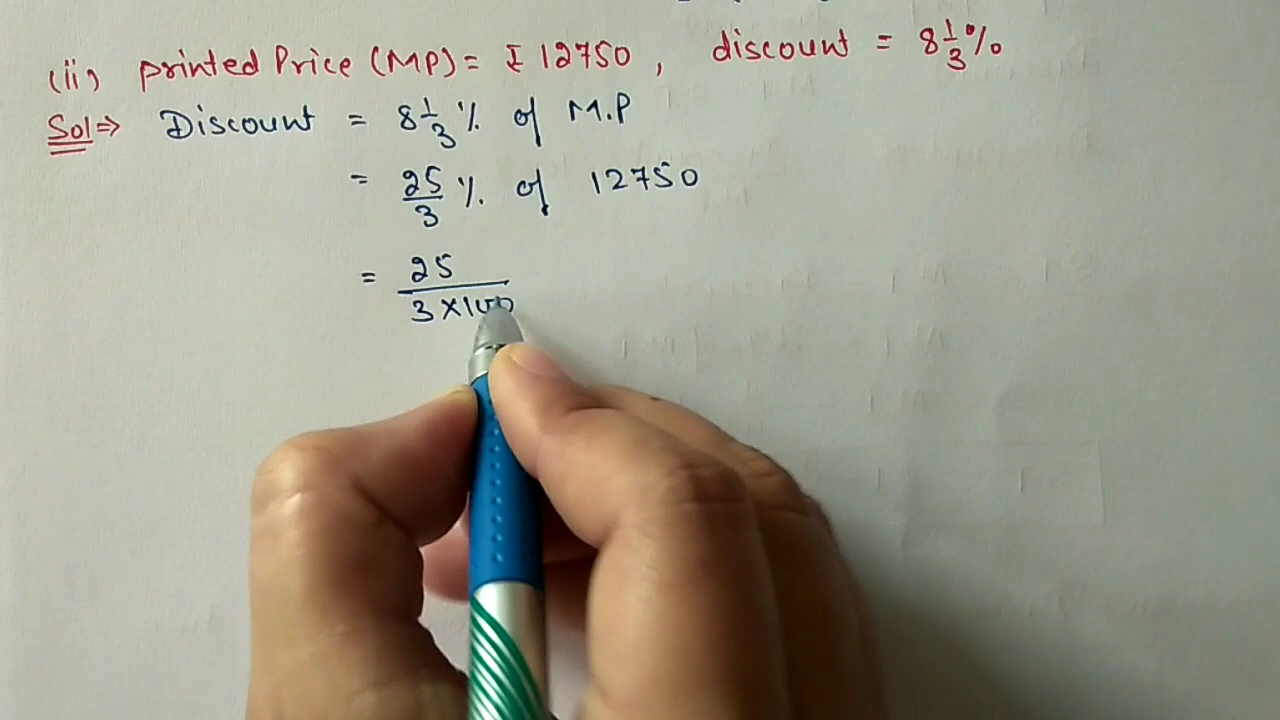 (ii) printed Price (MP) = ₹ 12750, discount = 8 1/3 %
Sol ⇒ Discount = 8 1/3 % of M.P
= 25/3 % of 12750
= 25/(3×100